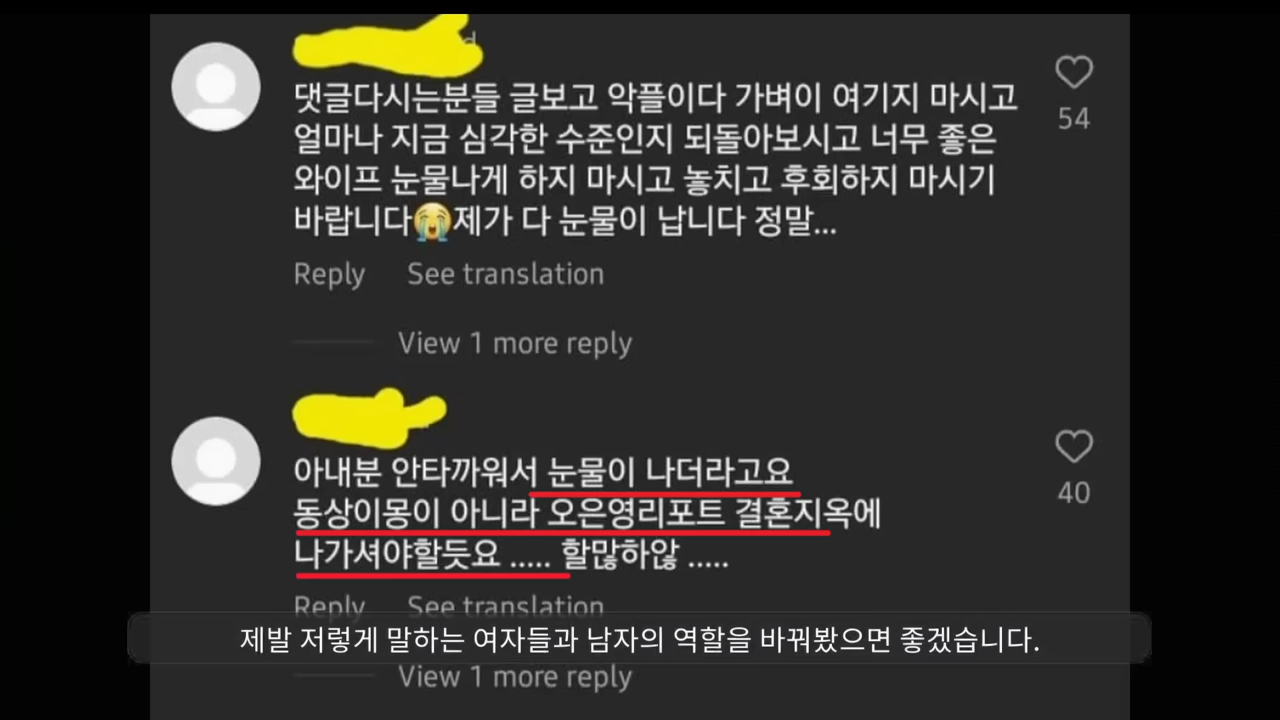 댓글다시는분들 글보고 악플이다 가벼이 여기지 마시고
얼마나 지금 심각한 수준인지 되돌아보시고 너무 좋은
와이프 눈물나게 하지 마시고 놓치고 후회하지 마시기
바랍니다😭제가 다 눈물이 납니다 정말...
Reply See translation
54
View 1 more reply
아내분 안타까워서 눈물이 나더라고요
동상이몽이 아니라 오은영리포트 결혼지옥에
나가셔야할듯요 ..... 할많하않 .....
Reply See translation
40
제발 저렇게 말하는 여자들과 남자의 역할을 바꿔봤으면 좋겠습니다.
View 1 more reply